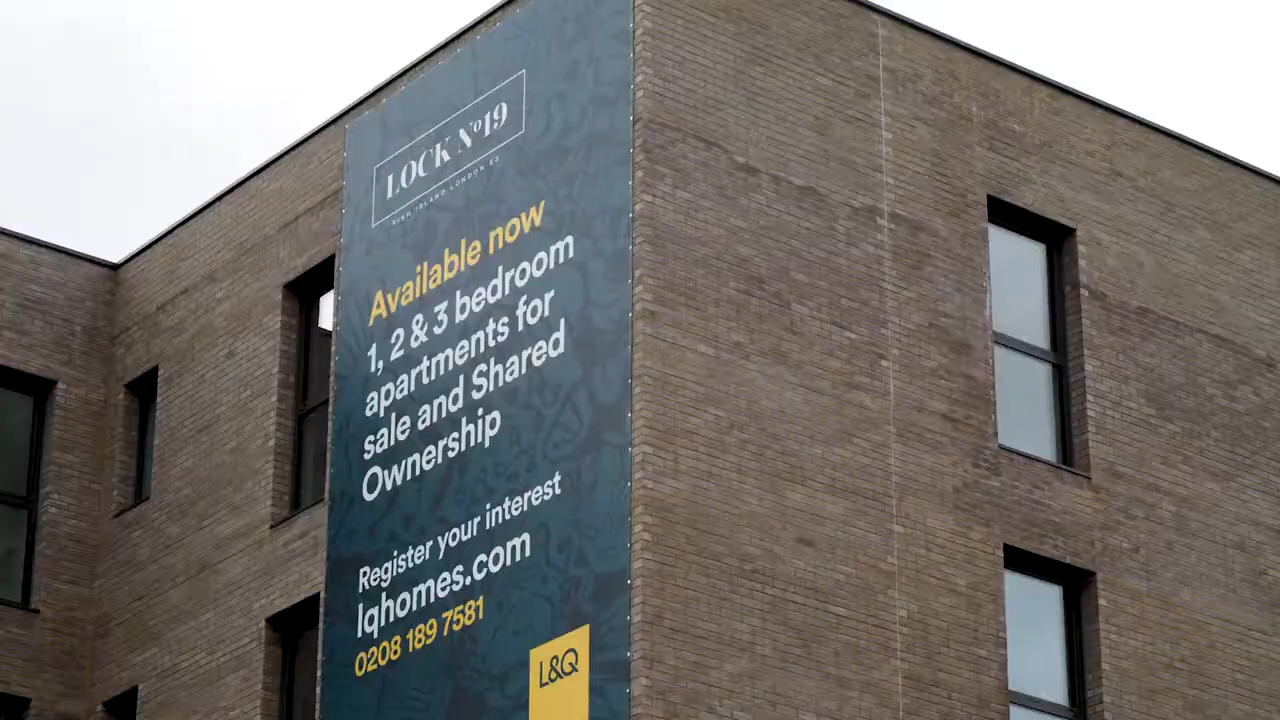 LOCK Nº19
FISH ISLAND LONDON E3
Available now
1, 2 & 3 bedroom
apartments for
sale and Shared
Ownership
Register your interest
lqhomes.com
0208 189 7581
L&Q